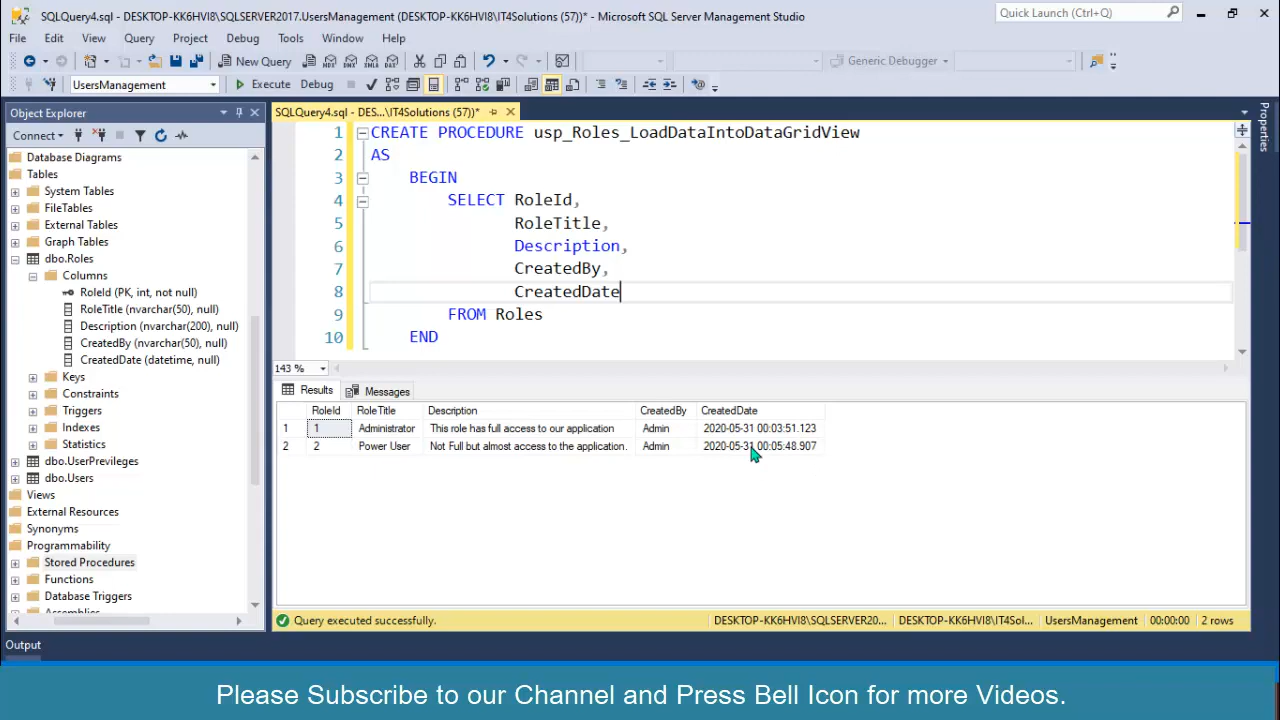 SQLQuery4.sql - DESKTOP-KK6HVI8\SQLSERVER2017.UsersManagement (DESKTOP-KK6HVI8\IT4Solutions (57))* - Microsoft SQL Server Management Studio
Quick Launch (Ctrl+Q)
File Edit View Query Project Debug Tools Window Help
New Query
Generic Debugger
UsersManagement
Execute Debug
Object Explorer
Connect
Database Diagrams
Tables
System Tables
FileTables
External Tables
Graph Tables
dbo.Roles
Columns
RoleId (PK, int, not null)
RoleTitle (nvarchar(50), null)
Description (nvarchar(200), null)
CreatedBy (nvarchar(50), null)
CreatedDate (datetime, null)
Keys
Constraints
Triggers
Indexes
Statistics
dbo.UserPrevileges
dbo.Users
Views
External Resources
Synonyms
Programmability
Stored Procedures
Functions
Database Triggers
Assemblies
SQLQuery4.sql - DES...\IT4Solutions (57))*
1 CREATE PROCEDURE usp_Roles_LoadDataIntoDataGridView
2 AS
3 BEGIN
4 SELECT RoleId,
5 RoleTitle,
6 Description,
7 CreatedBy,
8 CreatedDate
9 FROM Roles
10 END
143 %
Results Messages
RoleId RoleTitle Description CreatedBy CreatedDate
1 1 Administrator This role has full access to our application Admin 2020-05-31 00:03:51.123
2 2 Power User Not Full but almost access to the application. Admin 2020-05-31 00:05:48.907
Query executed successfully. DESKTOP-KK6HVI8\SQLSERVER20... DESKTOP-KK6HVI8\IT4Sol... UsersManagement 00:00:00 2 rows
Properties
Output
Please Subscribe to our Channel and Press Bell Icon for more Videos.